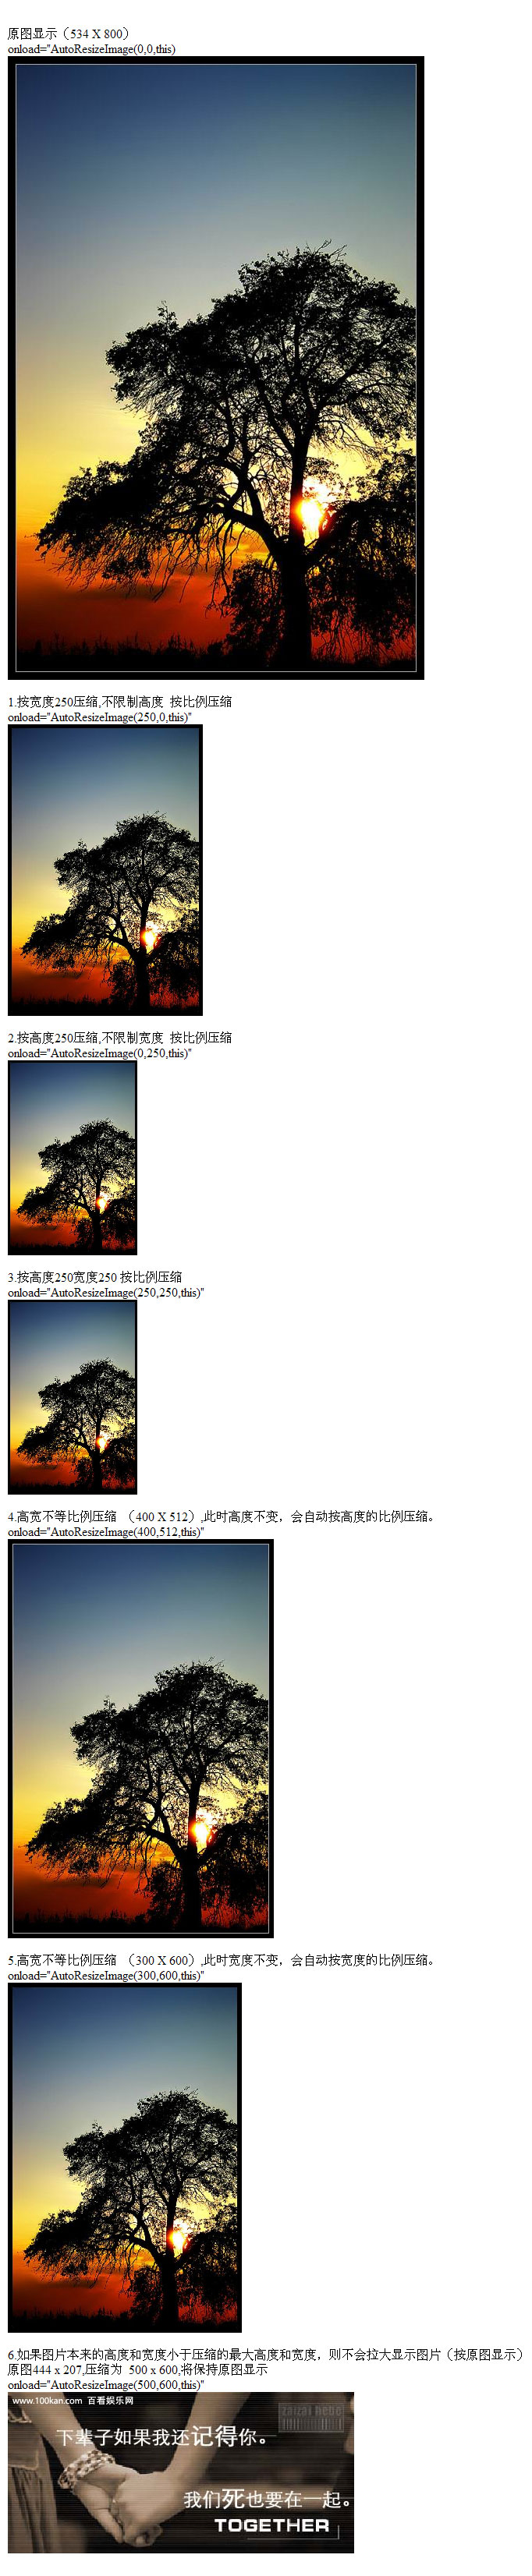 原图显示（534 X 800）
onload="AutoResizeImage(0,0,this)
1.按宽度250压缩,不限制高度 按比例压缩
onload="AutoResizeImage(250,0,this)"
2.按高度250压缩,不限制宽度 按比例压缩
onload="AutoResizeImage(0,250,this)"
3.按高度250宽度250 按比例压缩
onload="AutoResizeImage(250,250,this)"
4.高宽不等比例压缩 （400 X 512）,此时高度不变，会自动按高度的比例压缩。
onload="AutoResizeImage(400,512,this)"
5.高宽不等比例压缩 （300 X 600）,此时宽度不变，会自动按宽度的比例压缩。
onload="AutoResizeImage(300,600,this)"
6.如果图片本来的高度和宽度小于压缩的最大高度和宽度，则不会拉大显示图片（按原图显示）
原图444 x 207,压缩为 500 x 600,将保持原图显示
onload="AutoResizeImage(500,600,this)"
www.100kan.com 百看娱乐网
zaizai hebe
下辈子如果我还记得你。
我们死也要在一起。
TOGETHER